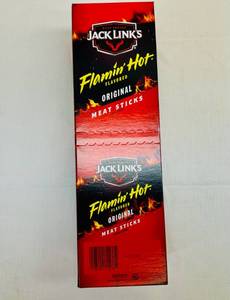 JACK LINK'S
Flamin' Hot
FLAVORED
ORIGINAL
MEAT STICKS
JACK LINK'S
Flamin' Hot
FLAVORED
ORIGINAL
MEAT STICKS